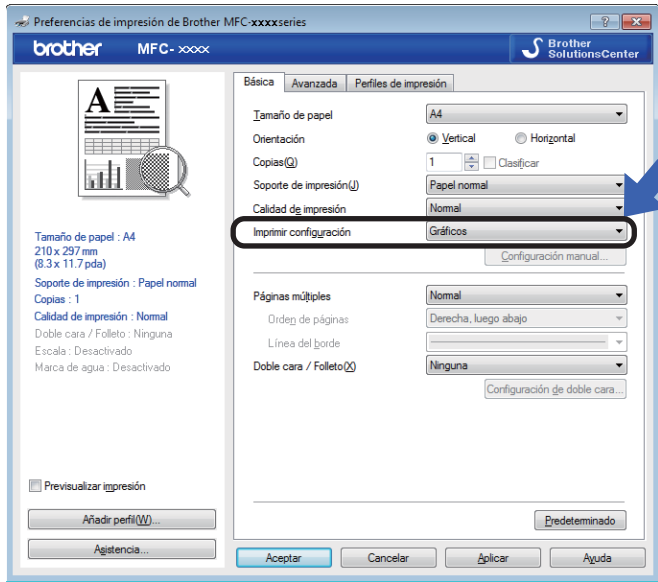 Preferencias de impresión de Brother MFC-xxxxseries
brother MFC- xxxx Brother SolutionsCenter
Básica Avanzada Perfiles de impresión
A
Tamaño de papel A4
Orientación Vertical Horizontal
Copias(Q) 1 Clasificar
Soporte de impresión(J) Papel normal
Calidad de impresión Normal
Imprimir configuración Gráficos
Configuración manual...
Páginas múltiples Normal
Orden de páginas Derecha, luego abajo
Línea del borde
Doble cara / Folleto(X) Ninguna
Configuración de doble cara...
Tamaño de papel : A4
210 x 297 mm
(8.3 x 11.7 pda)
Soporte de impresión : Papel normal
Copias : 1
Calidad de impresión : Normal
Doble cara / Folleto : Ninguna
Escala : Desactivado
Marca de agua : Desactivado
Previsualizar impresión
Añadir perfil(W)...
Asistencia...
Predeterminado
Aceptar Cancelar Aplicar Ayuda